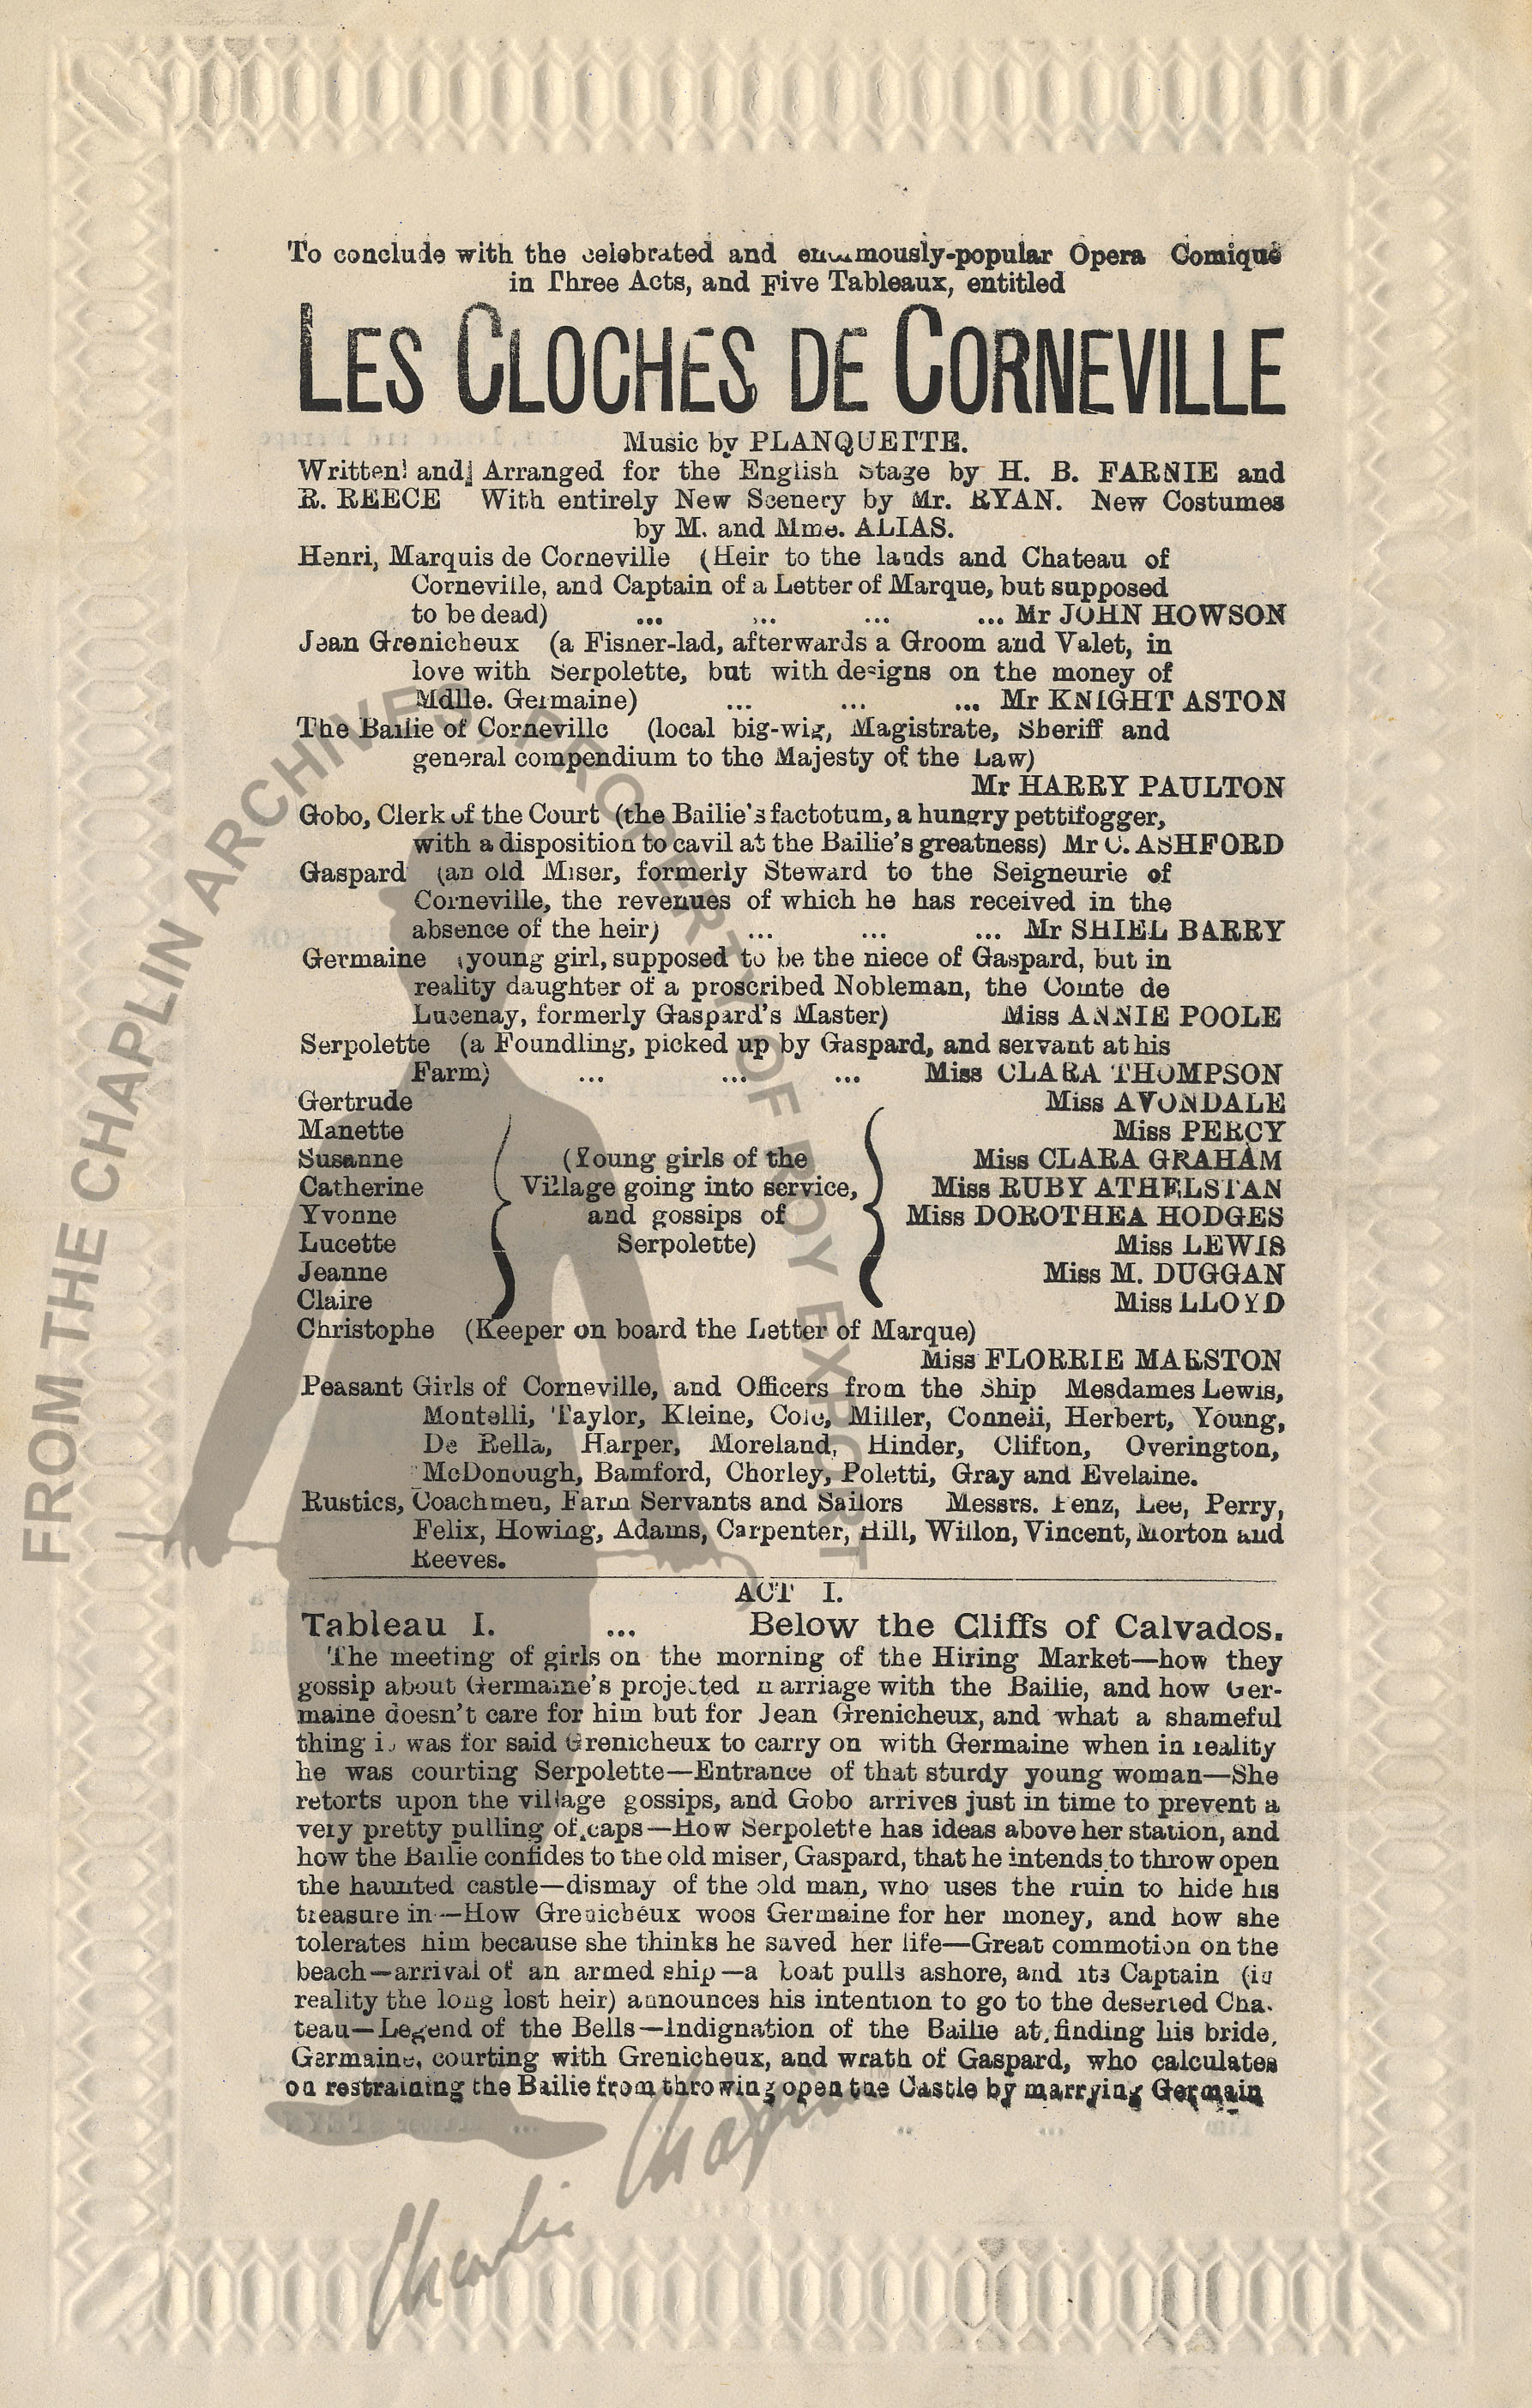 To conclude with the celebrated and enormously-popular Opera Comique
in Three Acts, and Five Tableaux, entitled
LES CLOCHES DE CORNEVILLE
Music by PLANQUETTE.
Written and Arranged for the English Stage by H. B. FARNIE and
R. REECE With entirely New Scenery by Mr. RYAN. New Costumes
by M. and Mme. ALIAS.
Henri, Marquis de Corneville (Heir to the lands and Chateau of
Corneville, and Captain of a Letter of Marque, but supposed
to be dead) ... ... ... ... Mr JOHN HOWSON
Jean Grenicheux (a Fisher-lad, afterwards a Groom and Valet, in
love with Serpolette, but with designs on the money of
Mdlle. Germaine) ... ... ... Mr KNIGHT ASTON
The Bailie of Corneville (local big-wig, Magistrate, Sheriff and
general compendium to the Majesty of the Law)
Mr HARRY PAULTON
Gobo, Clerk of the Court (the Bailie's factotum, a hungry pettifogger,
with a disposition to cavil at the Bailie's greatness) Mr C. ASHFORD
Gaspard (an old Miser, formerly Steward to the Seigneurie of
Corneville, the revenues of which he has received in the
absence of the heir) ... ... ... Mr SHIEL BARRY
Germaine (young girl, supposed to be the niece of Gaspard, but in
reality daughter of a proscribed Nobleman, the Comte de
Lucenay, formerly Gaspard's Master) Miss ANNIE POOLE
Serpolette (a Foundling, picked up by Gaspard, and servant at his
Farm) ... ... ... Miss CLARA THOMPSON
Gertrude Miss AVONDALE
Manette Miss PERCY
Susanne (Young girls of the Miss CLARA GRAHAM
Catherine Village going into service, Miss RUBY ATHELSTAN
Yvonne and gossips of Miss DOROTHEA HODGES
Lucette Serpolette) Miss LEWIS
Jeanne Miss M. DUGGAN
Claire Miss LLOYD
Christophe (Keeper on board the Letter of Marque)
Miss FLORRIE MARSTON
Peasant Girls of Corneville, and Officers from the Ship Mesdames Lewis,
Montelli, Taylor, Kleine, Cole, Miller, Connell, Herbert, Young,
De Rella, Harper, Moreland, Hinder, Clifton, Overington,
McDonough, Bamford, Chorley, Poletti, Gray and Evelaine.
Rustics, Coachmen, Farm Servants and Sailors Messrs. Lee, Perry,
Felix, Howing, Adams, Carpenter, Hill, Willon, Vincent, Morton and
Reeves.
ACT I.
Tableau I. ... Below the Cliffs of Calvados.
The meeting of girls on the morning of the Hiring Market—how they
gossip about Germaine's projected marriage with the Bailie, and how Ger-
maine doesn't care for him but for Jean Grenicheux, and what a shameful
thing it was for said Grenicheux to carry on with Germaine when in reality
he was courting Serpolette—Entrance of that sturdy young woman—She
retorts upon the village gossips, and Gobo arrives just in time to prevent a
very pretty pulling of caps—How Serpolette has ideas above her station, and
how the Bailie confides to the old miser, Gaspard, that he intends to throw open
the haunted castle—dismay of the old man, who uses the ruin to hide his
treasure in—How Grenicheux woos Germaine for her money, and how she
tolerates him because she thinks he saved her life—Great commotion on the
beach—arrival of an armed ship—a boat pulls ashore, and its Captain (in
reality the long lost heir) announces his intention to go to the deserted Cha-
teau—Legend of the Bells—Indignation of the Bailie at finding his bride,
Germaine, courting with Grenicheux, and wrath of Gaspard, who calculates
on restraining the Bailie from throwing open the Castle by marrying Germain
FROM THE CHAPLIN ARCHIVES PROPERTY OF ROY EXPORT
Charlie Chaplin